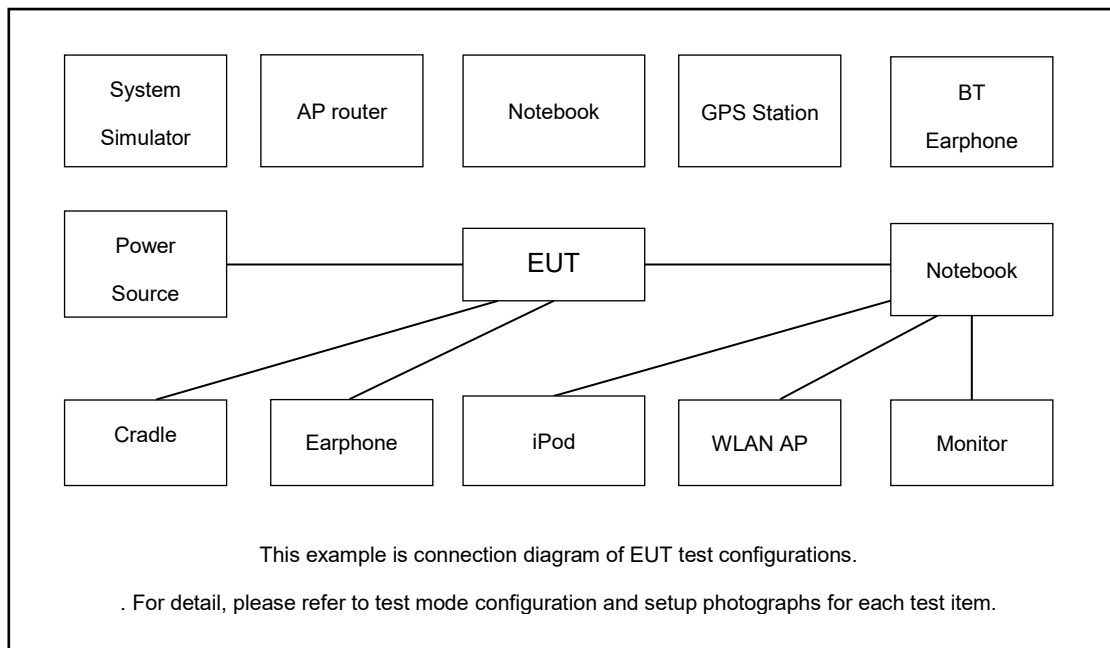 System
Simulator
AP router
Notebook
GPS Station
BT
Earphone
Power
Source
EUT
Notebook
Cradle
Earphone
iPod
WLAN AP
Monitor
This example is connection diagram of EUT test configurations.
. For detail, please refer to test mode configuration and setup photographs for each test item.